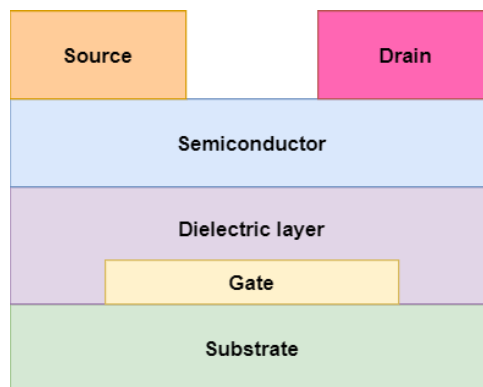 Source
Drain
Semiconductor
Dielectric layer
Gate
Substrate